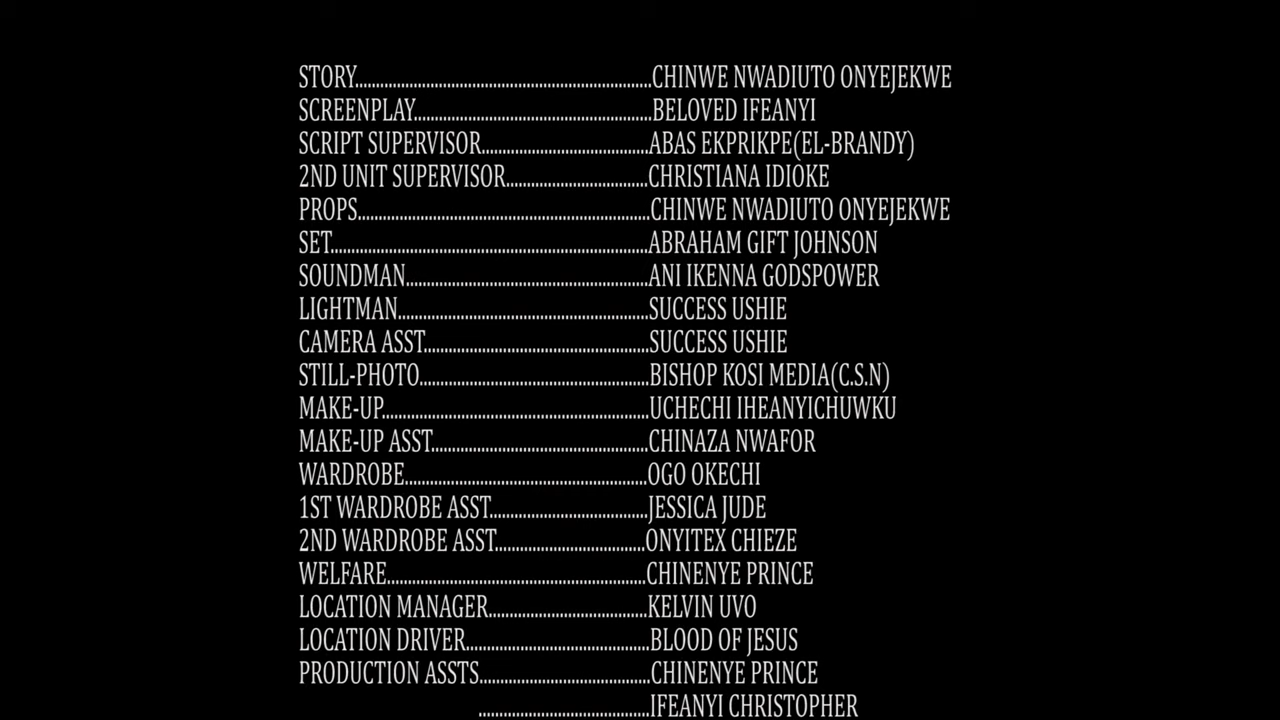 STORY.......................................................................CHINWE NWADIUTO ONYEJEKWE
SCREENPLAY.........................................................BELOVED IFEANYI
SCRIPT SUPERVISOR........................................ABAS EKPRIKPE(EL-BRANDY)
2ND UNIT SUPERVISOR..................................CHRISTIANA IDIOKE
PROPS......................................................................CHINWE NWADIUTO ONYEJEKWE
SET............................................................................ABRAHAM GIFT JOHNSON
SOUNDMAN..........................................................ANI IKENNA GODSPOWER
LIGHTMAN............................................................SUCCESS USHIE
CAMERA ASST......................................................SUCCESS USHIE
STILL-PHOTO.......................................................BISHOP KOSI MEDIA(C.S.N)
MAKE-UP................................................................UCHECHI IHEANYICHUWKU
MAKE-UP ASST....................................................CHINAZA NWAFOR
WARDROBE..........................................................OGO OKECHI
1ST WARDROBE ASST......................................JESSICA JUDE
2ND WARDROBE ASST....................................ONYITEX CHIEZE
WELFARE..............................................................CHINENYE PRINCE
LOCATION MANAGER......................................KELVIN UVO
LOCATION DRIVER............................................BLOOD OF JESUS
PRODUCTION ASSTS.........................................CHINENYE PRINCE
.........................................IFEANYI CHRISTOPHER